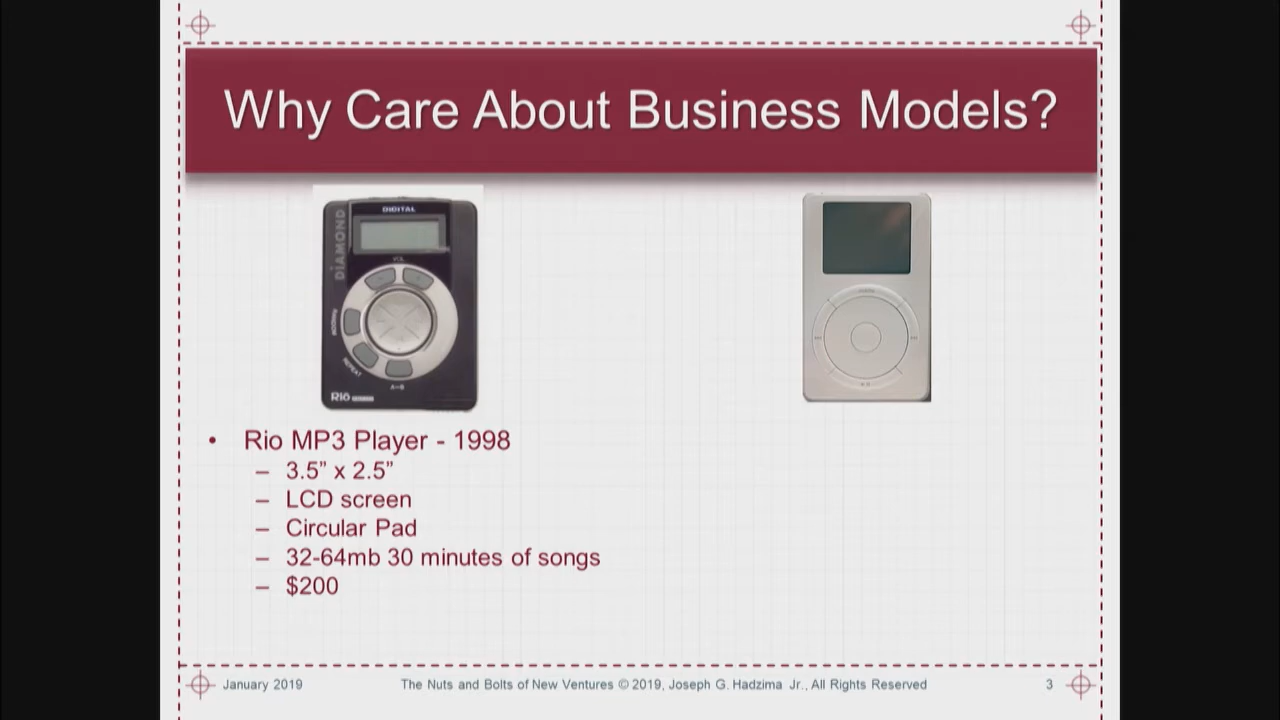 Why Care About Business Models?
DIGITAL
DIAMOND
VOL
REPEAT
A↔B
Rio
• Rio MP3 Player - 1998
– 3.5” x 2.5”
– LCD screen
– Circular Pad
– 32-64mb 30 minutes of songs
– $200
January 2019
The Nuts and Bolts of New Ventures © 2019, Joseph G. Hadzima Jr., All Rights Reserved
3